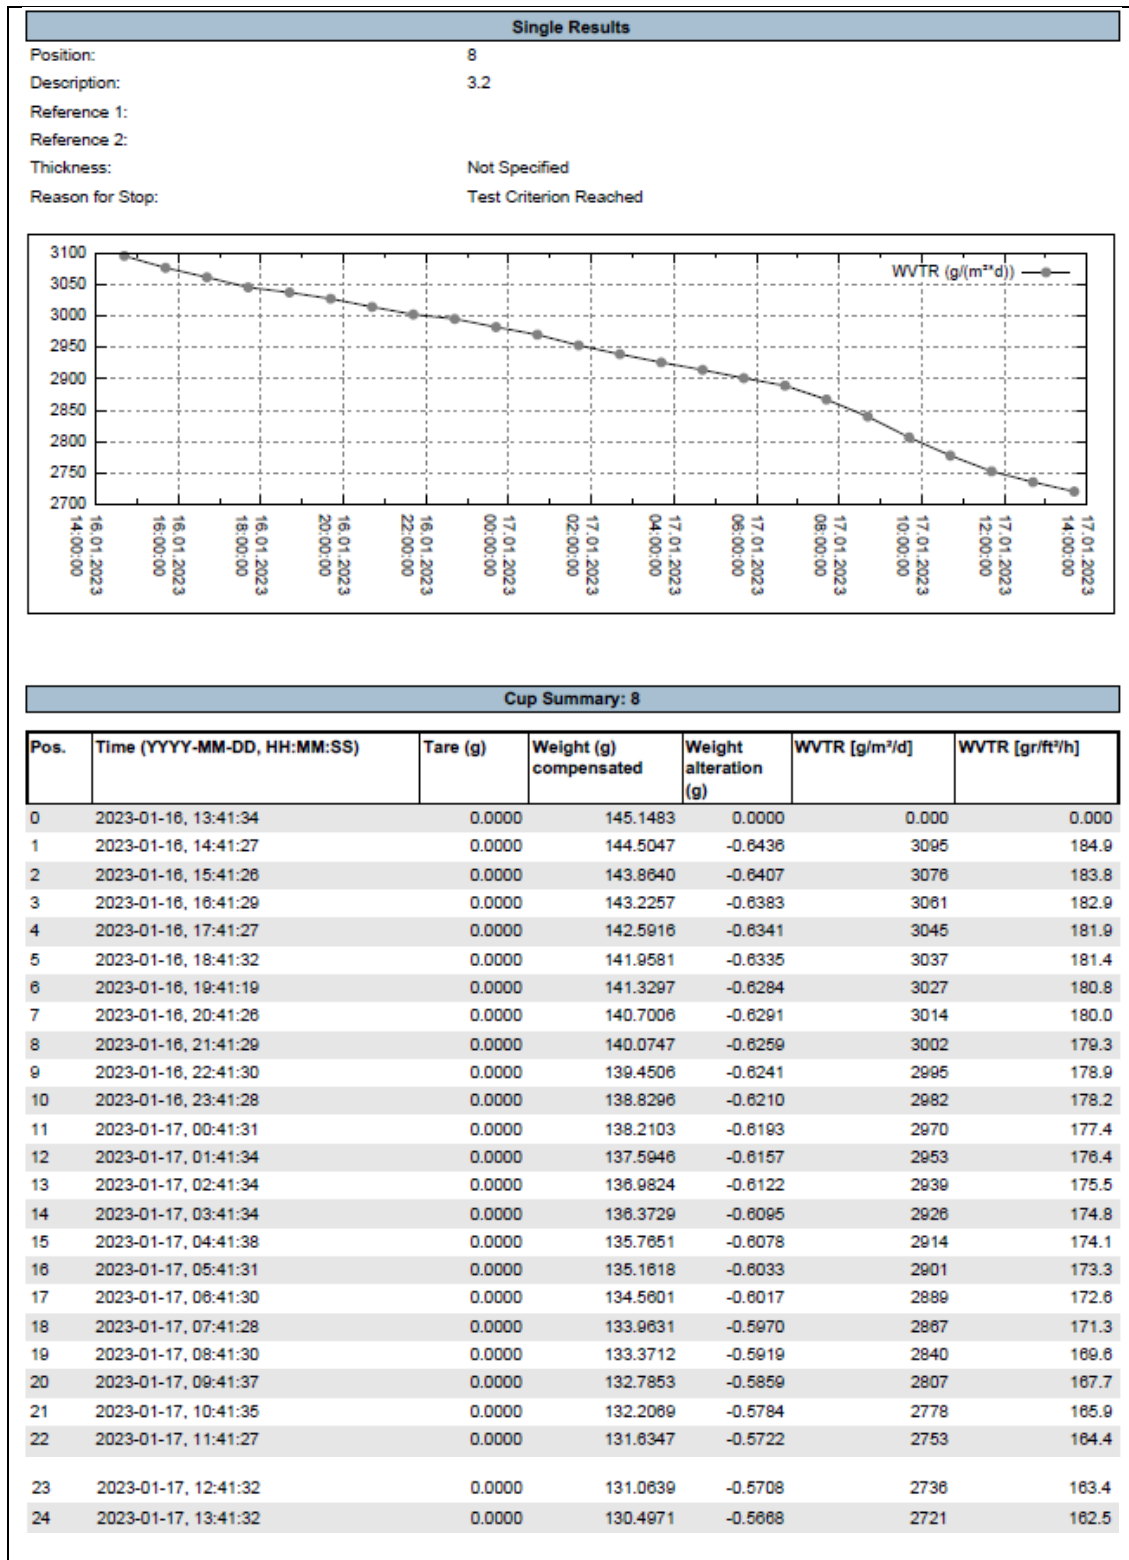 Single Results
Position: 8
Description: 3.2
Reference 1:
Reference 2:
Thickness: Not Specified
Reason for Stop: Test Criterion Reached
WVTR (g/(m²*d))
3100
3050
3000
2950
2900
2850
2800
2750
2700
16.01.2023 14:00:00
16.01.2023 16:00:00
16.01.2023 18:00:00
16.01.2023 20:00:00
16.01.2023 22:00:00
17.01.2023 00:00:00
17.01.2023 02:00:00
17.01.2023 04:00:00
17.01.2023 06:00:00
17.01.2023 08:00:00
17.01.2023 10:00:00
17.01.2023 12:00:00
17.01.2023 14:00:00
Cup Summary: 8
Pos. Time (YYYY-MM-DD, HH:MM:SS) Tare (g) Weight (g) compensated Weight alteration (g) WVTR [g/m²/d] WVTR [gr/ft²/h]
0 2023-01-16, 13:41:34 0.0000 145.1483 0.0000 0.000 0.000
1 2023-01-16, 14:41:27 0.0000 144.5047 -0.6436 3095 184.9
2 2023-01-16, 15:41:26 0.0000 143.8640 -0.6407 3076 183.8
3 2023-01-16, 16:41:29 0.0000 143.2257 -0.6383 3061 182.9
4 2023-01-16, 17:41:27 0.0000 142.5916 -0.6341 3045 181.9
5 2023-01-16, 18:41:32 0.0000 141.9581 -0.6335 3037 181.4
6 2023-01-16, 19:41:19 0.0000 141.3297 -0.6284 3027 180.8
7 2023-01-16, 20:41:26 0.0000 140.7006 -0.6291 3014 180.0
8 2023-01-16, 21:41:29 0.0000 140.0747 -0.6259 3002 179.3
9 2023-01-16, 22:41:30 0.0000 139.4506 -0.6241 2995 178.9
10 2023-01-16, 23:41:28 0.0000 138.8296 -0.6210 2982 178.2
11 2023-01-17, 00:41:31 0.0000 138.2103 -0.6193 2970 177.4
12 2023-01-17, 01:41:34 0.0000 137.5946 -0.6157 2953 176.4
13 2023-01-17, 02:41:34 0.0000 136.9824 -0.6122 2939 175.5
14 2023-01-17, 03:41:34 0.0000 136.3729 -0.6095 2926 174.8
15 2023-01-17, 04:41:38 0.0000 135.7651 -0.6078 2914 174.1
16 2023-01-17, 05:41:31 0.0000 135.1618 -0.6033 2901 173.3
17 2023-01-17, 06:41:30 0.0000 134.5601 -0.6017 2889 172.6
18 2023-01-17, 07:41:28 0.0000 133.9631 -0.5970 2867 171.3
19 2023-01-17, 08:41:30 0.0000 133.3712 -0.5919 2840 169.6
20 2023-01-17, 09:41:37 0.0000 132.7853 -0.5859 2807 167.7
21 2023-01-17, 10:41:35 0.0000 132.2069 -0.5784 2778 165.9
22 2023-01-17, 11:41:27 0.0000 131.6347 -0.5722 2753 164.4
23 2023-01-17, 12:41:32 0.0000 131.0639 -0.5708 2736 163.4
24 2023-01-17, 13:41:32 0.0000 130.4971 -0.5668 2721 162.5